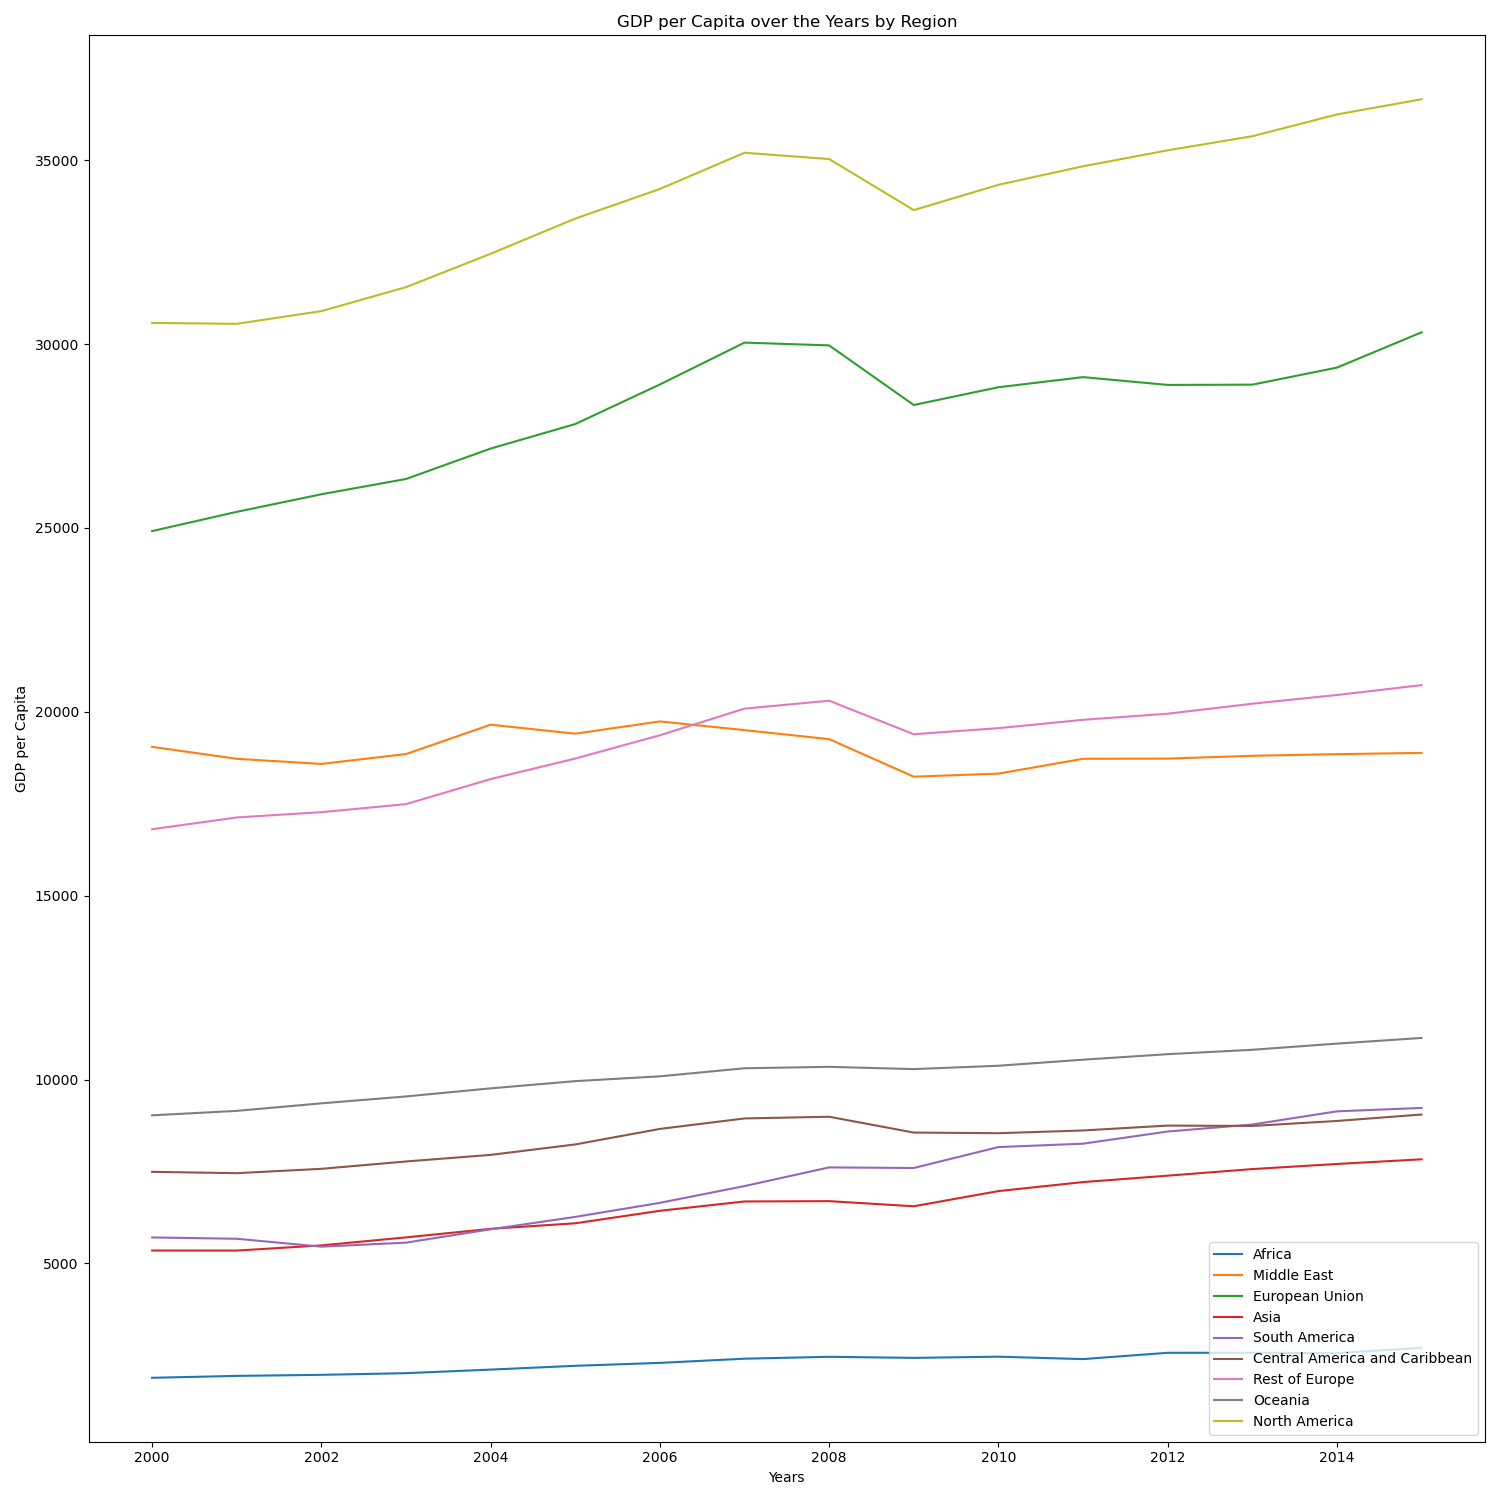 GDP per Capita over the Years by Region
35000
30000
25000
20000
15000
10000
5000
GDP per Capita
2000 2002 2004 2006 2008 2010 2012 2014
Years
Africa
Middle East
European Union
Asia
South America
Central America and Caribbean
Rest of Europe
Oceania
North America